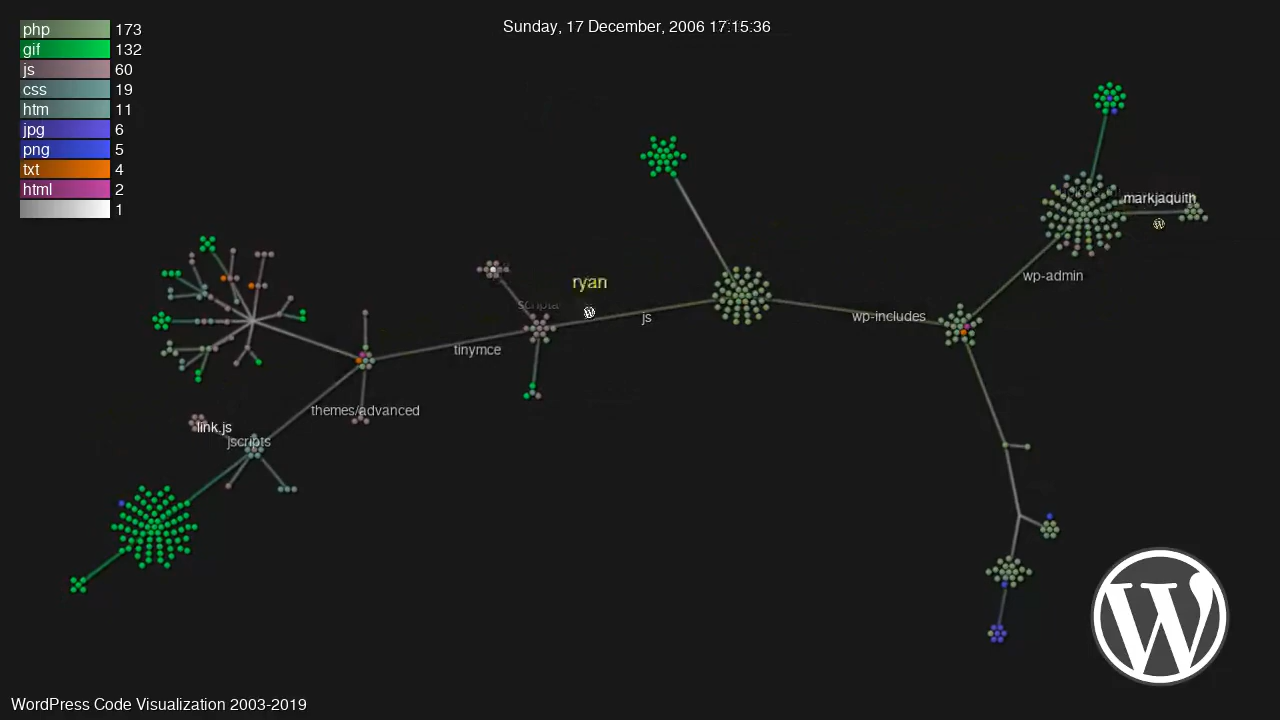 Sunday, 17 December, 2006 17:15:36
php 173
gif 132
js 60
css 19
htm 11
jpg 6
png 5
txt 4
html 2
1
markjaquith
wp-admin
ryan
scripta
js
wp-includes
tinymce
themes/advanced
link.js
jscripts
WordPress Code Visualization 2003-2019